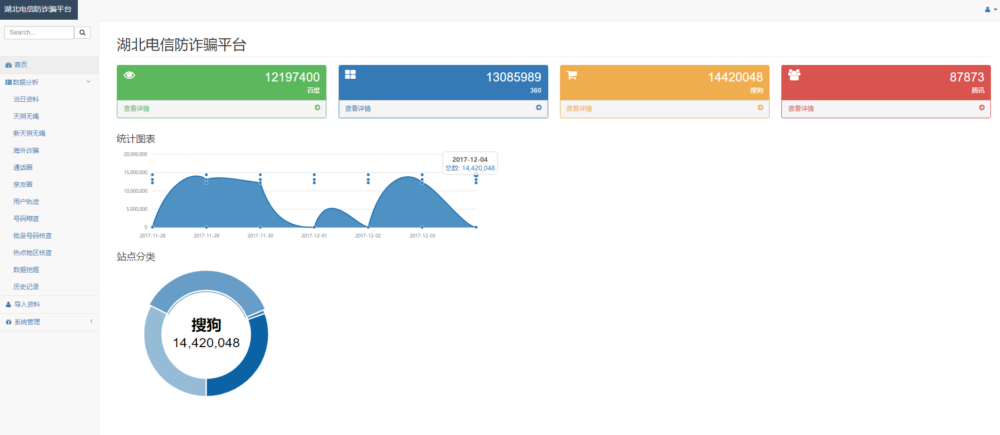 湖北电信防诈骗平台
Search...
首页
数据分析
当日资料
天翼无绳
新天翼无绳
海外诈骗
通话圈
亲友圈
用户轨迹
号码稽查
批量号码核查
热点地区核查
数据挖掘
历史记录
导入资料
系统管理
湖北电信防诈骗平台
12197400
百度
查看详情
13085989
360
查看详情
14420048
搜狗
查看详情
87873
腾讯
查看详情
统计图表
20,000,000
15,000,000
10,000,000
5,000,000
0
2017-11-28
2017-11-29
2017-11-30
2017-12-01
2017-12-02
2017-12-03
2017-12-04
总数: 14,420,048
站点分类
搜狗
14,420,048